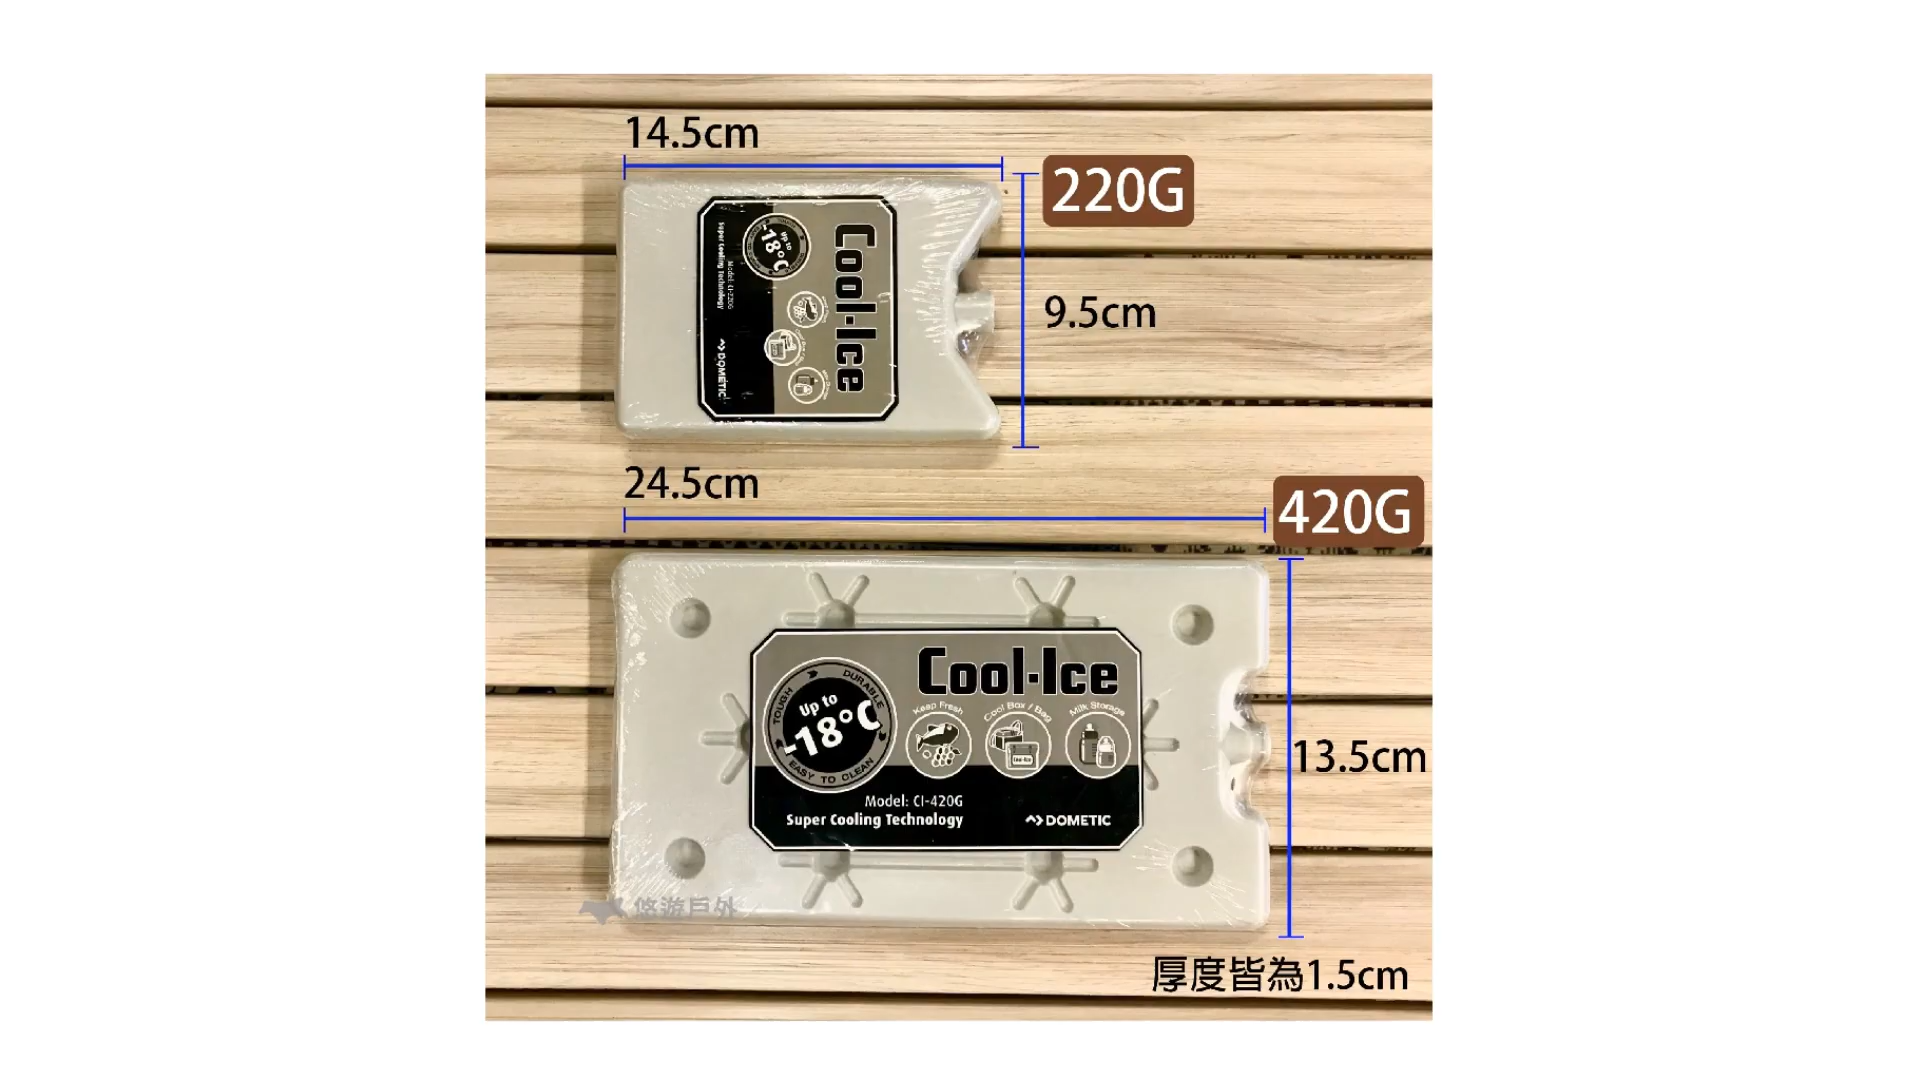 14.5cm
220G
Cool·Ice
Up to
-18°C
Model: CI-220G
Super Cooling Technology
DOMETIC
9.5cm
24.5cm
420G
Cool·Ice
TOUGH
DURABLE
EASY TO CLEAN
Up to
-18°C
Keep Fresh
Cool Box / Bag
Milk Storage
Cool-Ice
Model: CI-420G
Super Cooling Technology
DOMETIC
13.5cm
悠遊戶外
厚度皆為1.5cm